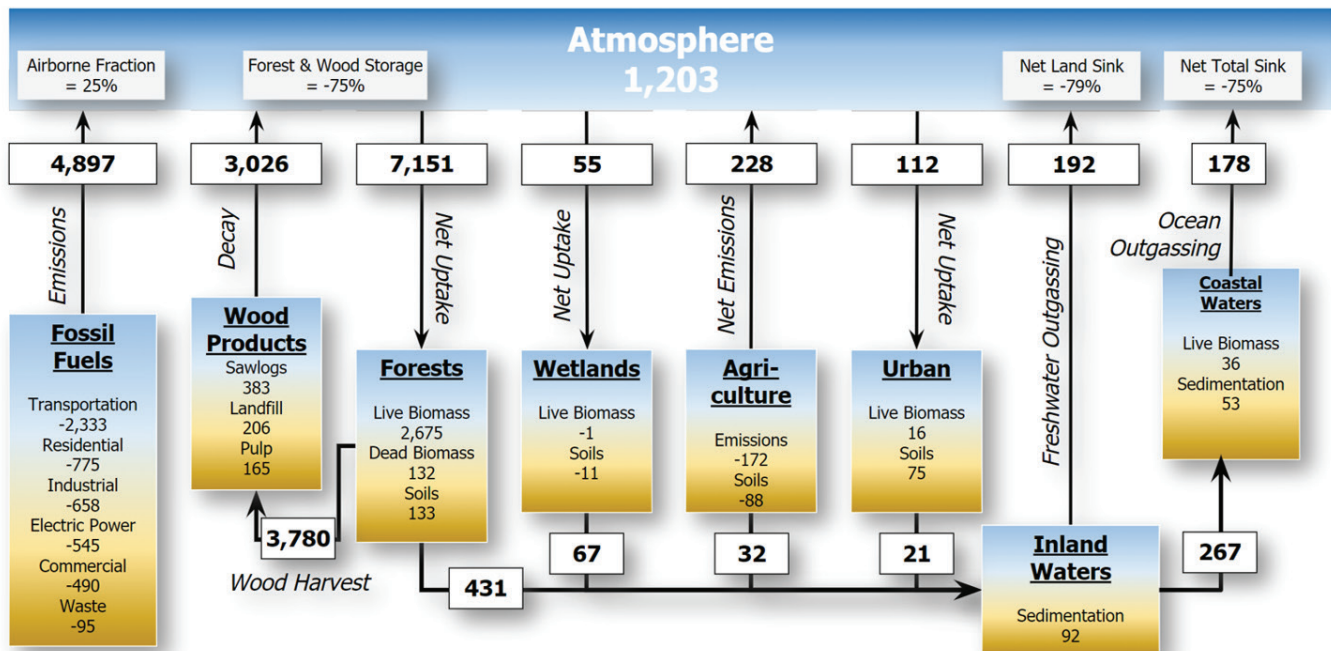 Atmosphere
1,203
Airborne Fraction
= 25%
Forest & Wood Storage
= -75%
Net Land Sink
= -79%
Net Total Sink
= -75%
4,897
3,026
7,151
55
228
112
192
178
Emissions
Decay
Net Uptake
Net Uptake
Net Emissions
Net Uptake
Freshwater Outgassing
Ocean
Outgassing
Fossil
Fuels
Transportation
-2,333
Residential
-775
Industrial
-658
Electric Power
-545
Commercial
-490
Waste
-95
Wood
Products
Sawlogs
383
Landfill
206
Pulp
165
3,780
Wood Harvest
Forests
Live Biomass
2,675
Dead Biomass
132
Soils
133
431
Wetlands
Live Biomass
-1
Soils
-11
67
Agri-
culture
Emissions
-172
Soils
-88
32
Urban
Live Biomass
16
Soils
75
21
Inland
Waters
Sedimentation
92
267
Coastal
Waters
Live Biomass
36
Sedimentation
53